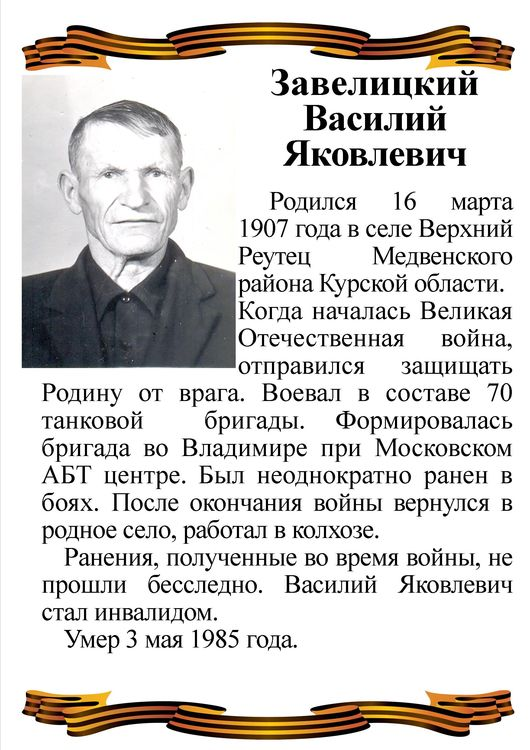 Завелицкий
Василий
Яковлевич
Родился 16 марта
1907 года в селе Верхний
Реутец Медвенского
района Курской области.
Когда началась Великая
Отечественная война,
отправился защищать
Родину от врага. Воевал в составе 70
танковой бригады. Формировалась
бригада во Владимире при Московском
АБТ центре. Был неоднократно ранен в
боях. После окончания войны вернулся в
родное село, работал в колхозе.
Ранения, полученные во время войны, не
прошли бесследно. Василий Яковлевич
стал инвалидом.
Умер 3 мая 1985 года.